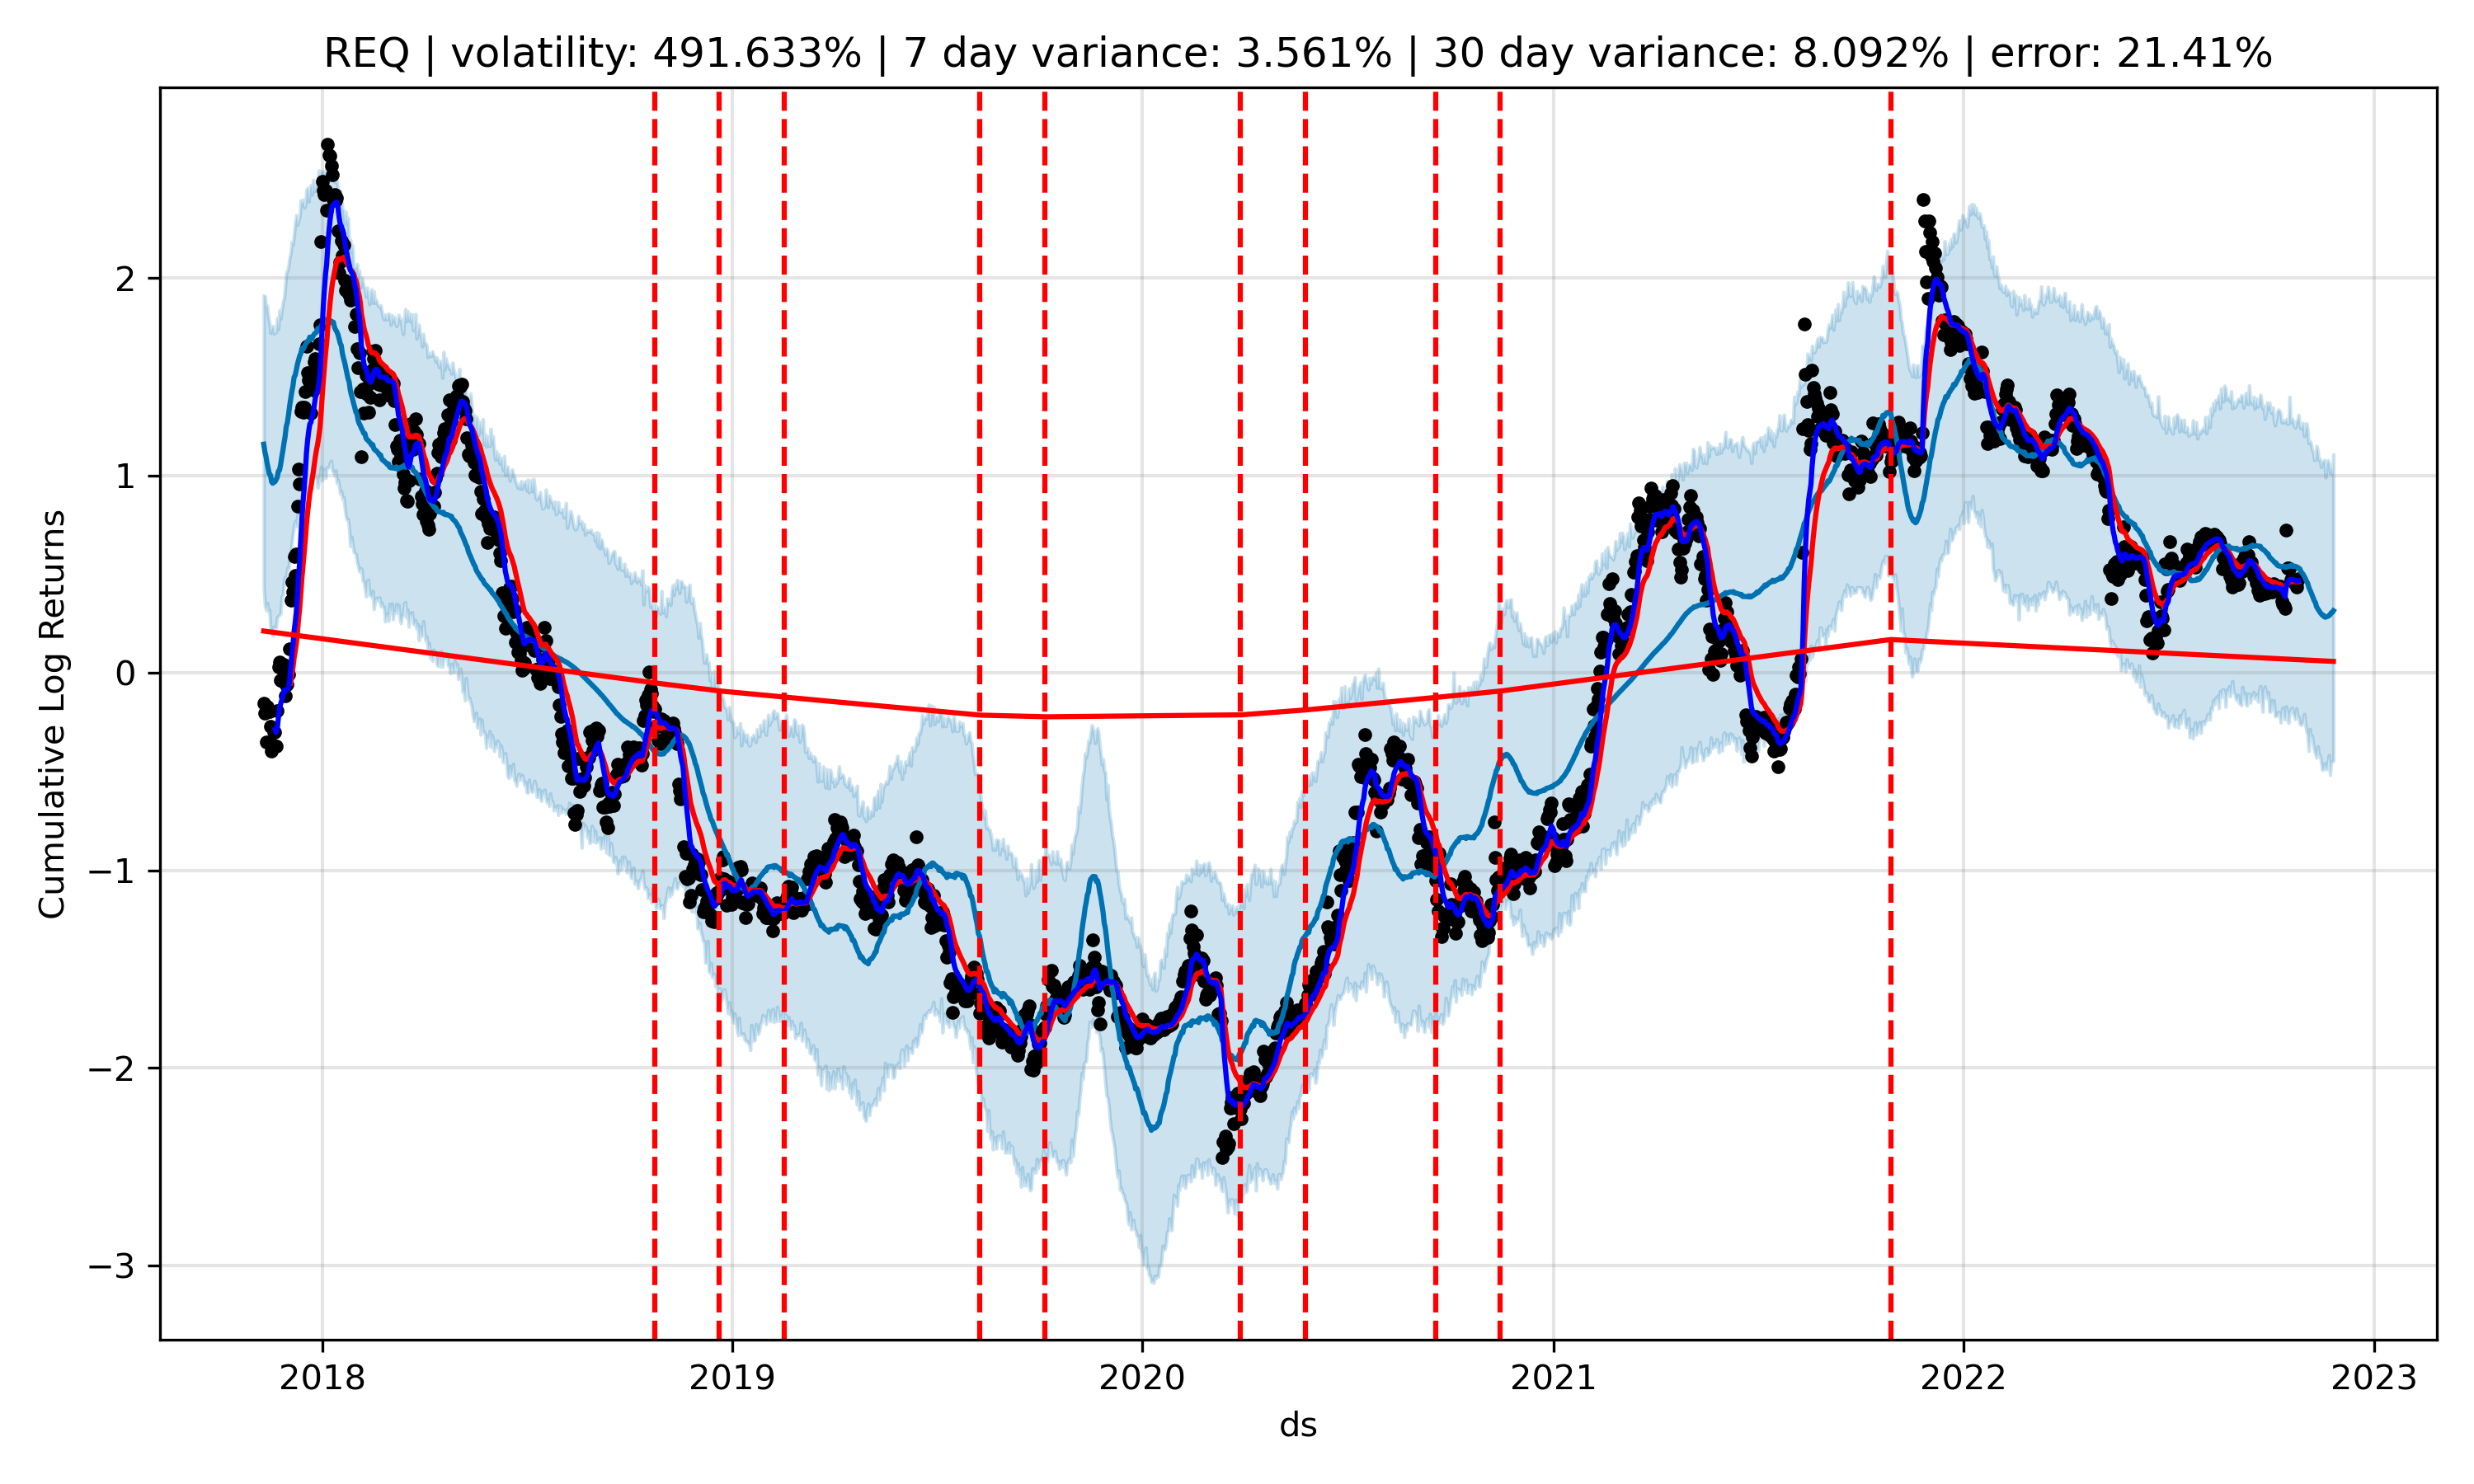 REQ | volatility: 491.633% | 7 day variance: 3.561% | 30 day variance: 8.092% | error: 21.41%
Cumulative Log Returns
2
1
0
−1
−2
−3
2018 2019 2020 2021 2022 2023
ds